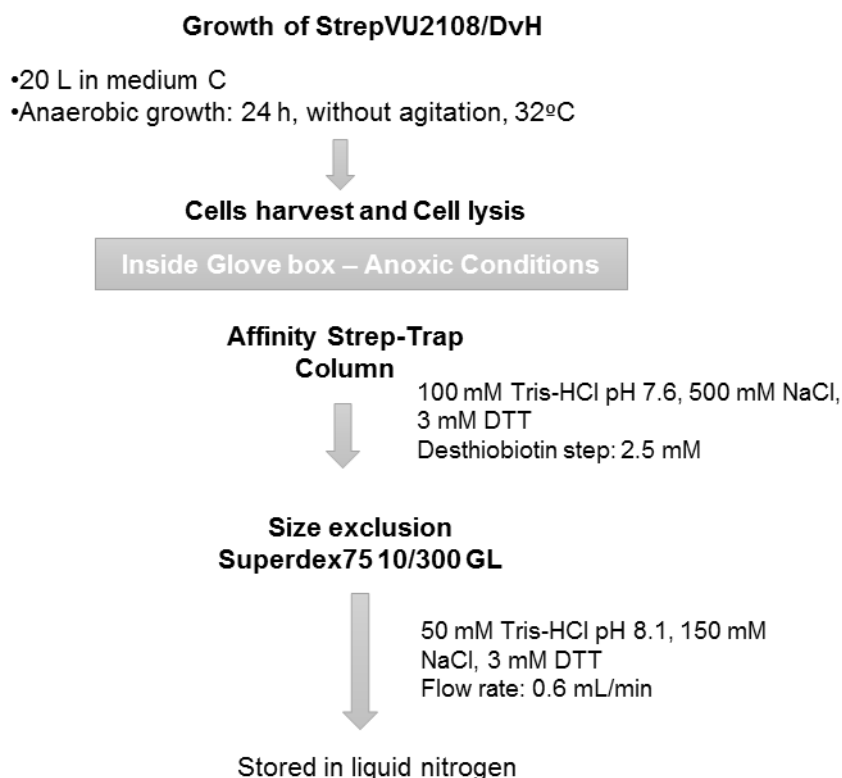 Growth of StrepVU2108/DvH
•20 L in medium C
•Anaerobic growth: 24 h, without agitation, 32ºC
Cells harvest and Cell lysis
Inside Glove box – Anoxic Conditions
Affinity Strep-Trap
Column
100 mM Tris-HCl pH 7.6, 500 mM NaCl,
3 mM DTT
Desthiobiotin step: 2.5 mM
Size exclusion
Superdex75 10/300 GL
50 mM Tris-HCl pH 8.1, 150 mM
NaCl, 3 mM DTT
Flow rate: 0.6 mL/min
Stored in liquid nitrogen